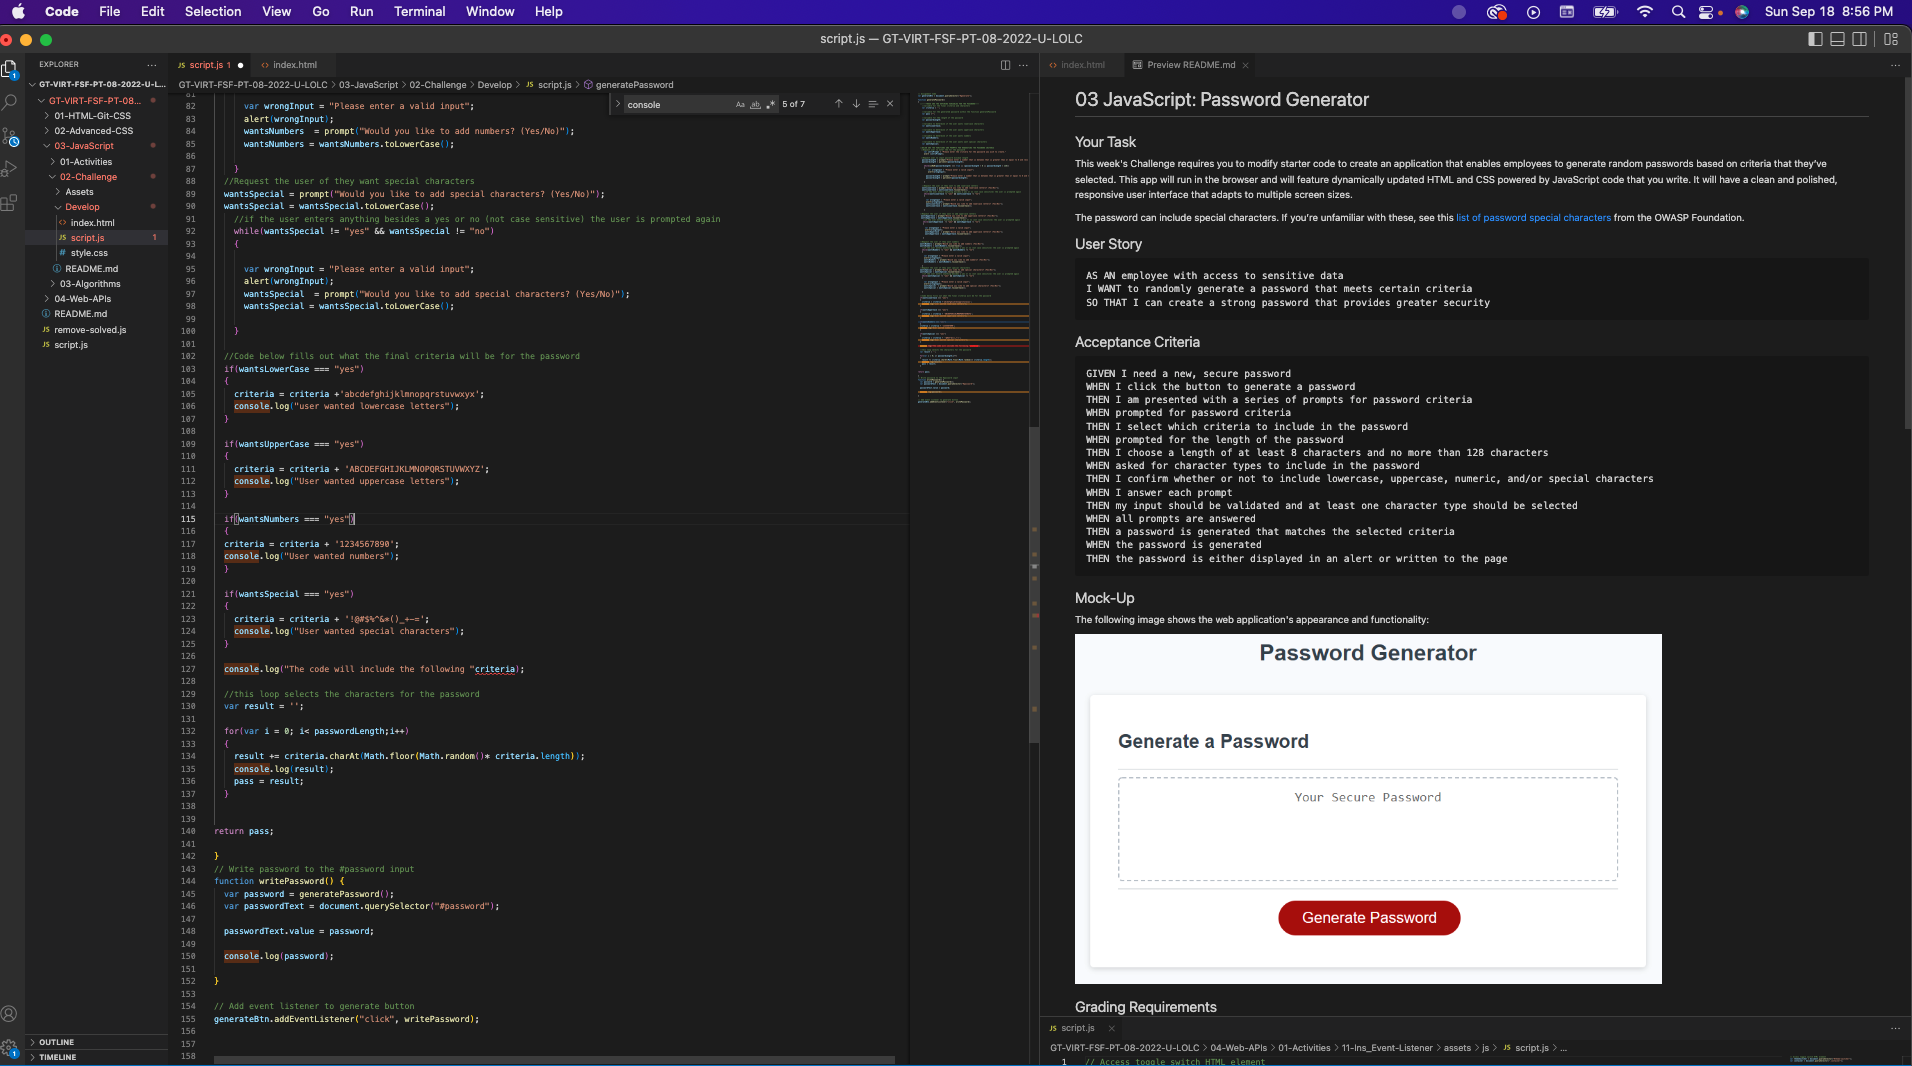 Code File Edit Selection View Go Run Terminal Window Help Sun Sep 18 8:56 PM
script.js — GT-VIRT-FSF-PT-08-2022-U-LOLC
EXPLORER
GT-VIRT-FSF-PT-08-2022-U-L...
GT-VIRT-FSF-PT-08...
01-HTML-Git-CSS
02-Advanced-CSS
03-JavaScript
01-Activities
02-Challenge
Assets
Develop
index.html
script.js 1
style.css
README.md
03-Algorithms
04-Web-APIs
README.md
remove-solved.js
script.js
OUTLINE
TIMELINE
script.js 1 index.html
GT-VIRT-FSF-PT-08-2022-U-LOLC > 03-JavaScript > 02-Challenge > Develop > JS script.js > generatePassword
console Aa ab 5 of 7
81
82 var wrongInput = "Please enter a valid input";
83 alert(wrongInput);
84 wantsNumbers = prompt("Would you like to add numbers? (Yes/No)");
85 wantsNumbers = wantsNumbers.toLowerCase();
86
87 }
88 //Request the user of they want special characters
89 wantsSpecial = prompt("Would you like to add special characters? (Yes/No)");
90 wantsSpecial = wantsSpecial.toLowerCase();
91 //if the user enters anything besides a yes or no (not case sensitive) the user is prompted again
92 while(wantsSpecial != "yes" && wantsSpecial != "no")
93 {
94
95 var wrongInput = "Please enter a valid input";
96 alert(wrongInput);
97 wantsSpecial = prompt("Would you like to add special characters? (Yes/No)");
98 wantsSpecial = wantsSpecial.toLowerCase();
99
100 }
101
102 //Code below fills out what the final criteria will be for the password
103 if(wantsLowerCase === "yes")
104 {
105 criteria = criteria +'abcdefghijklmnopqrstuvwxyx';
106 console.log("user wanted lowercase letters");
107 }
108
109 if(wantsUpperCase === "yes")
110 {
111 criteria = criteria + 'ABCDEFGHIJKLMNOPQRSTUVWXYZ';
112 console.log("User wanted uppercase letters");
113 }
114
115 if(wantsNumbers === "yes")
116 {
117 criteria = criteria + '1234567890';
118 console.log("User wanted numbers");
119 }
120
121 if(wantsSpecial === "yes")
122 {
123 criteria = criteria + '!@#$%^&*()_+-=';
124 console.log("User wanted special characters");
125 }
126
127 console.log("The code will include the following "criteria);
128
129 //this loop selects the characters for the password
130 var result = '';
131
132 for(var i = 0; i< passwordLength;i++)
133 {
134 result += criteria.charAt(Math.floor(Math.random()* criteria.length));
135 console.log(result);
136 pass = result;
137 }
138
139
140 return pass;
141
142 }
143 // Write password to the #password input
144 function writePassword() {
145 var password = generatePassword();
146 var passwordText = document.querySelector("#password");
147
148 passwordText.value = password;
149
150 console.log(password);
151
152 }
153
154 // Add event listener to generate button
155 generateBtn.addEventListener("click", writePassword);
156
157
158
index.html Preview README.md
03 JavaScript: Password Generator
Your Task
This week's Challenge requires you to modify starter code to create an application that enables employees to generate random passwords based on criteria that they've
selected. This app will run in the browser and will feature dynamically updated HTML and CSS powered by JavaScript code that you write. It will have a clean and polished,
responsive user interface that adapts to multiple screen sizes.
The password can include special characters. If you're unfamiliar with these, see this list of password special characters from the OWASP Foundation.
User Story
AS AN employee with access to sensitive data
I WANT to randomly generate a password that meets certain criteria
SO THAT I can create a strong password that provides greater security
Acceptance Criteria
GIVEN I need a new, secure password
WHEN I click the button to generate a password
THEN I am presented with a series of prompts for password criteria
WHEN prompted for password criteria
THEN I select which criteria to include in the password
WHEN prompted for the length of the password
THEN I choose a length of at least 8 characters and no more than 128 characters
WHEN asked for character types to include in the password
THEN I confirm whether or not to include lowercase, uppercase, numeric, and/or special characters
WHEN I answer each prompt
THEN my input should be validated and at least one character type should be selected
WHEN all prompts are answered
THEN a password is generated that matches the selected criteria
WHEN the password is generated
THEN the password is either displayed in an alert or written to the page
Mock-Up
The following image shows the web application's appearance and functionality:
Password Generator
Generate a Password
Your Secure Password
Generate Password
Grading Requirements
JS script.js
GT-VIRT-FSF-PT-08-2022-U-LOLC > 04-Web-APIs > 01-Activities > 11-Ins_Event-Listener > assets > js > JS script.js > ...
1 // Access toggle switch HTML element